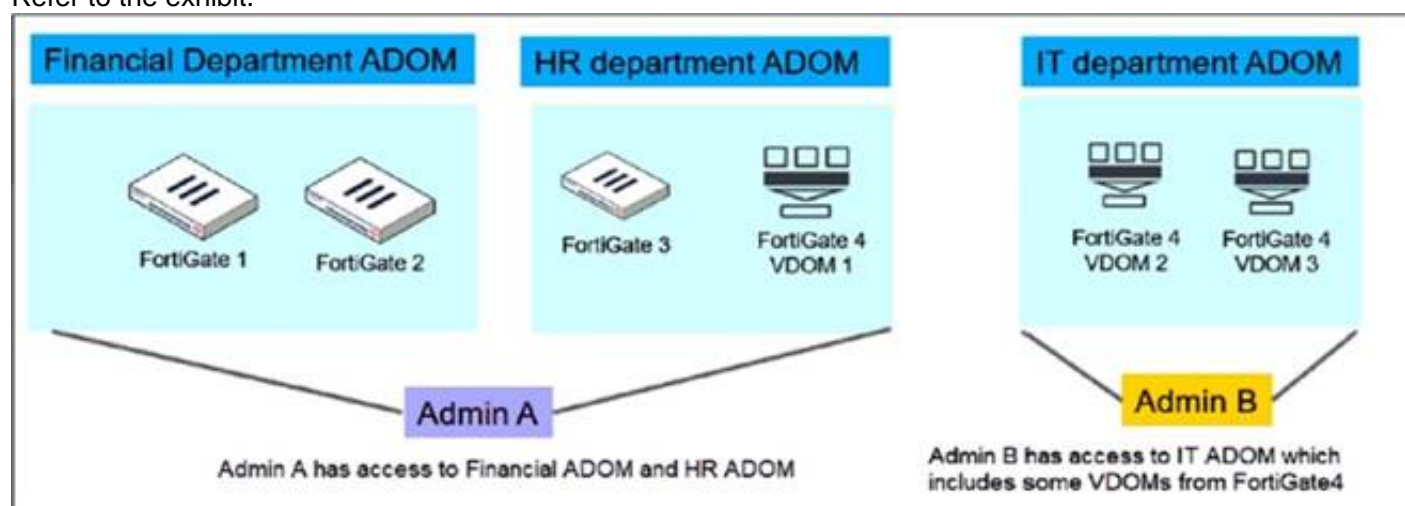 Refer to the exhibit.
Financial Department ADOM
HR department ADOM
IT department ADOM
FortiGate 1
FortiGate 2
FortiGate 3
FortiGate 4
VDOM 1
FortiGate 4
VDOM 2
FortiGate 4
VDOM 3
Admin A
Admin B
Admin A has access to Financial ADOM and HR ADOM
Admin B has access to IT ADOM which
includes some VDOMs from FortiGate4